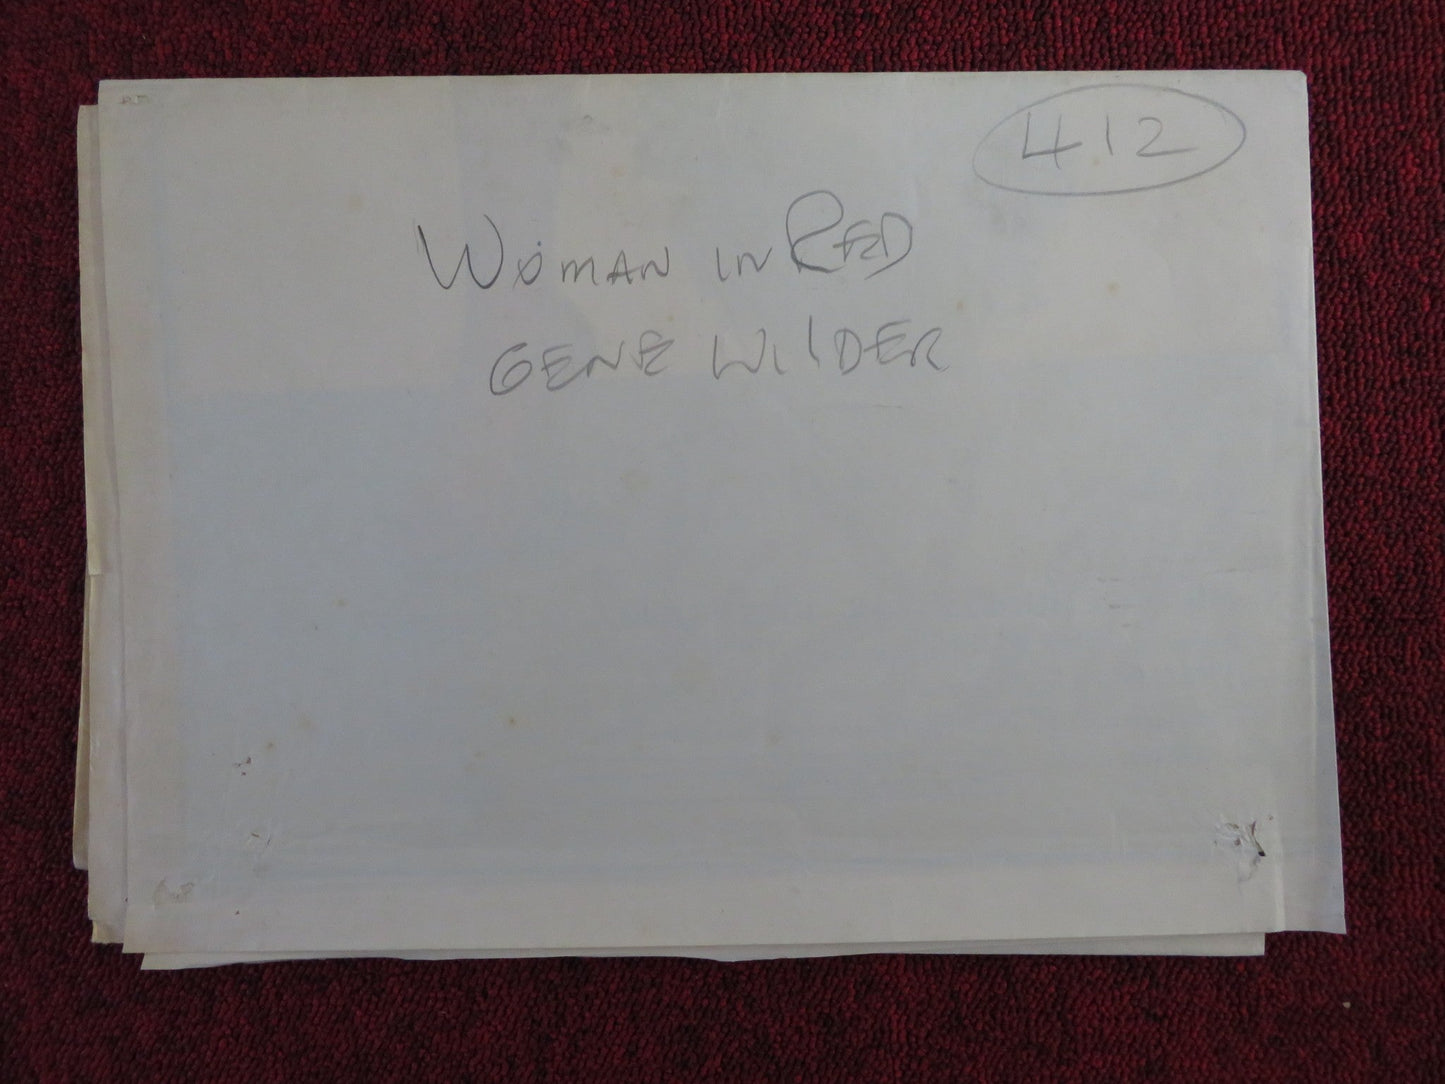 412
WOMAN IN RED
GENE WILDER